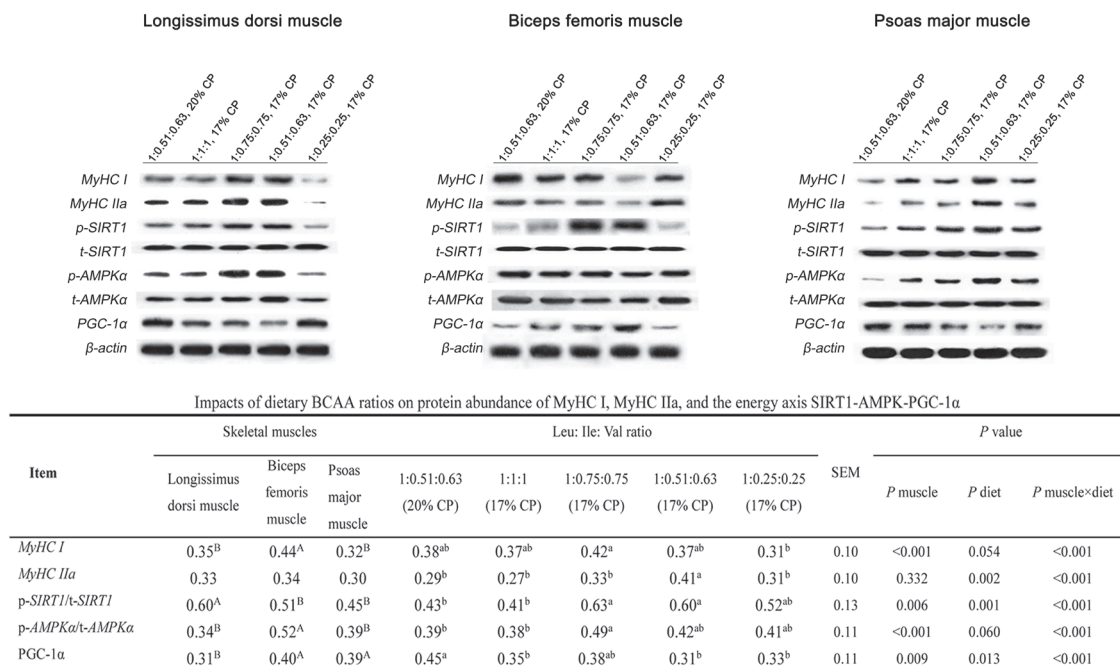 Longissimus dorsi muscle
1:0.51:0.63, 20% CP
1:1:1, 17% CP
1:0.75:0.75, 17% CP
1:0.51:0.63, 17% CP
1:0.25:0.25, 17% CP
MyHC I
MyHC IIa
p-SIRT1
t-SIRT1
p-AMPKα
t-AMPKα
PGC-1α
β-actin
Biceps femoris muscle
1:0.51:0.63, 20% CP
1:1:1, 17% CP
1:0.75:0.75, 17% CP
1:0.51:0.63, 17% CP
1:0.25:0.25, 17% CP
MyHC I
MyHC IIa
p-SIRT1
t-SIRT1
p-AMPKα
t-AMPKα
PGC-1α
β-actin
Psoas major muscle
1:0.51:0.63, 20% CP
1:1:1, 17% CP
1:0.75:0.75, 17% CP
1:0.51:0.63, 17% CP
1:0.25:0.25, 17% CP
MyHC I
MyHC IIa
p-SIRT1
t-SIRT1
p-AMPKα
t-AMPKα
PGC-1α
β-actin
Impacts of dietary BCAA ratios on protein abundance of MyHC I, MyHC IIa, and the energy axis SIRT1-AMPK-PGC-1α
Item Skeletal muscles Leu: Ile: Val ratio SEM P value
Longissimus dorsi muscle Biceps femoris muscle Psoas major muscle 1:0.51:0.63 (20% CP) 1:1:1 (17% CP) 1:0.75:0.75 (17% CP) 1:0.51:0.63 (17% CP) 1:0.25:0.25 (17% CP) P muscle P diet P muscle×diet
MyHC I 0.35B 0.44A 0.32B 0.38ab 0.37ab 0.42a 0.37ab 0.31b 0.10 <0.001 0.054 <0.001
MyHC IIa 0.33 0.34 0.30 0.29b 0.27b 0.33b 0.41a 0.31b 0.10 0.332 0.002 <0.001
p-SIRT1/t-SIRT1 0.60A 0.51B 0.45B 0.43b 0.41b 0.63a 0.60a 0.52ab 0.13 0.006 0.001 <0.001
p-AMPKα/t-AMPKα 0.34B 0.52A 0.39B 0.39b 0.38b 0.49a 0.42ab 0.41ab 0.11 <0.001 0.060 <0.001
PGC-1α 0.31B 0.40A 0.39A 0.45a 0.35b 0.38ab 0.31b 0.33b 0.11 0.009 0.013 <0.001